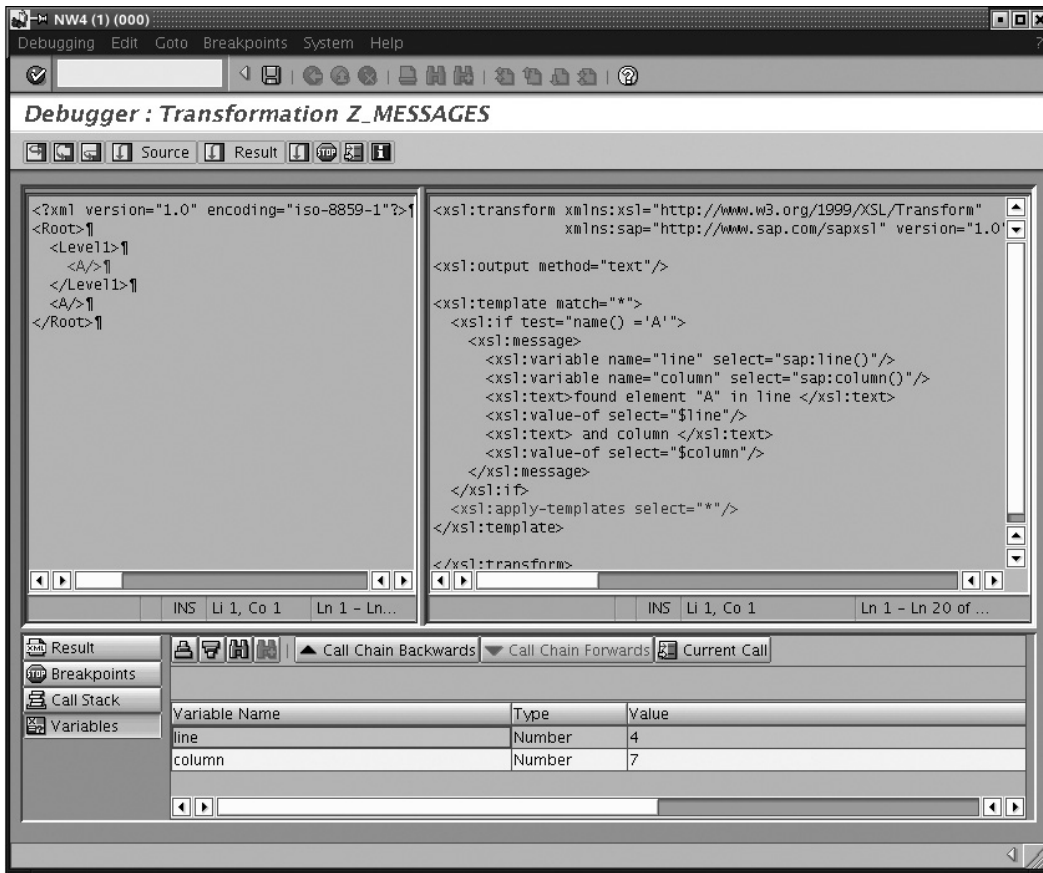 NW4 (1) (000)
Debugging Edit Goto Breakpoints System Help ?
Debugger : Transformation Z_MESSAGES
STOP
Source Result
<?xml version="1.0" encoding="iso-8859-1"?>¶
<Root>¶
<Level1>¶
<A/>¶
</Level1>¶
<A/>¶
</Root>¶
INS Li 1, Co 1 Ln 1 - Ln...
<xsl:transform xmlns:xsl="http://www.w3.org/1999/XSL/Transform"
xmlns:sap="http://www.sap.com/sapxsl" version="1.0"
<xsl:output method="text"/>
<xsl:template match="*">
<xsl:if test="name() ='A'">
<xsl:message>
<xsl:variable name="line" select="sap:line()"/>
<xsl:variable name="column" select="sap:column()"/>
<xsl:text>found element "A" in line </xsl:text>
<xsl:value-of select="$line"/>
<xsl:text> and column </xsl:text>
<xsl:value-of select="$column"/>
</xsl:message>
</xsl:if>
<xsl:apply-templates select="*"/>
</xsl:template>
</xsl:transform>
INS Li 1, Co 1 Ln 1 - Ln 20 of ...
XML Result
STOP Breakpoints
Call Stack
Variables
Call Chain Backwards Call Chain Forwards Current Call
Variable Name Type Value
line Number 4
column Number 7